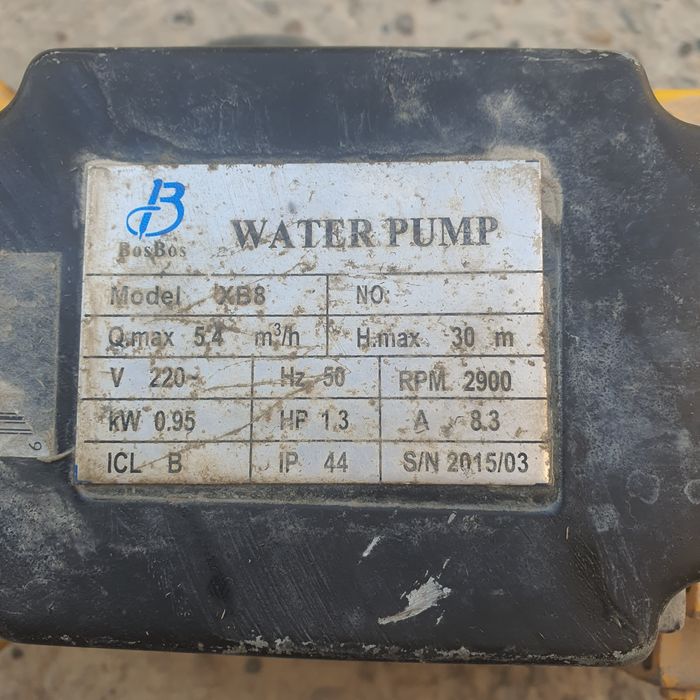 BosBos
WATER PUMP
Model XB8 NO.
Q.max 5.4 m³/h H.max 30 m
V 220~ Hz 50 RPM 2900
kW 0.95 HP 1.3 A 8.3
ICL B IP 44 S/N 2015/03